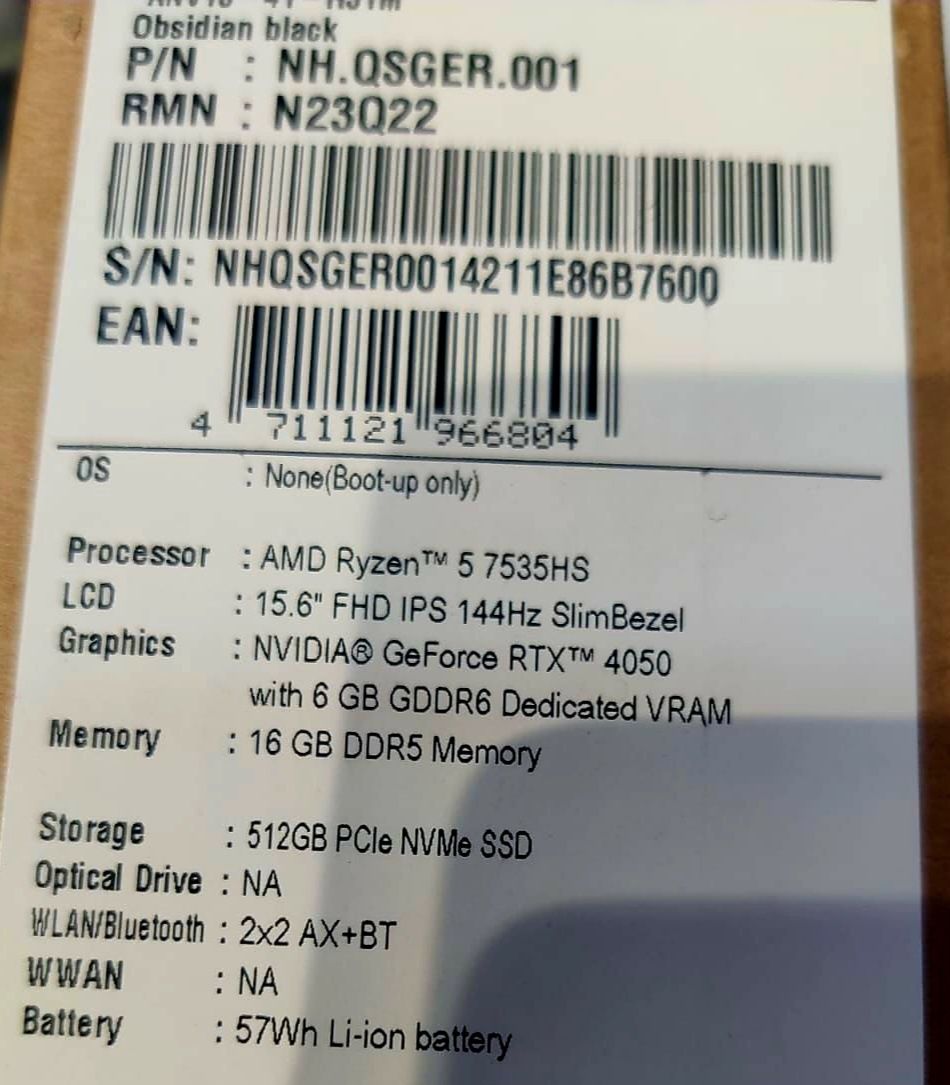 Obsidian black
P/N : NH.QSGER.001
RMN : N23Q22
S/N: NHQSGER0014211E86B7600
EAN:
4 711121 966804
OS : None(Boot-up only)
Processor : AMD Ryzen™ 5 7535HS
LCD : 15.6" FHD IPS 144Hz SlimBezel
Graphics : NVIDIA® GeForce RTX™ 4050
with 6 GB GDDR6 Dedicated VRAM
Memory : 16 GB DDR5 Memory
Storage : 512GB PCIe NVMe SSD
Optical Drive : NA
WLAN/Bluetooth : 2x2 AX+BT
WWAN : NA
Battery : 57Wh Li-ion battery